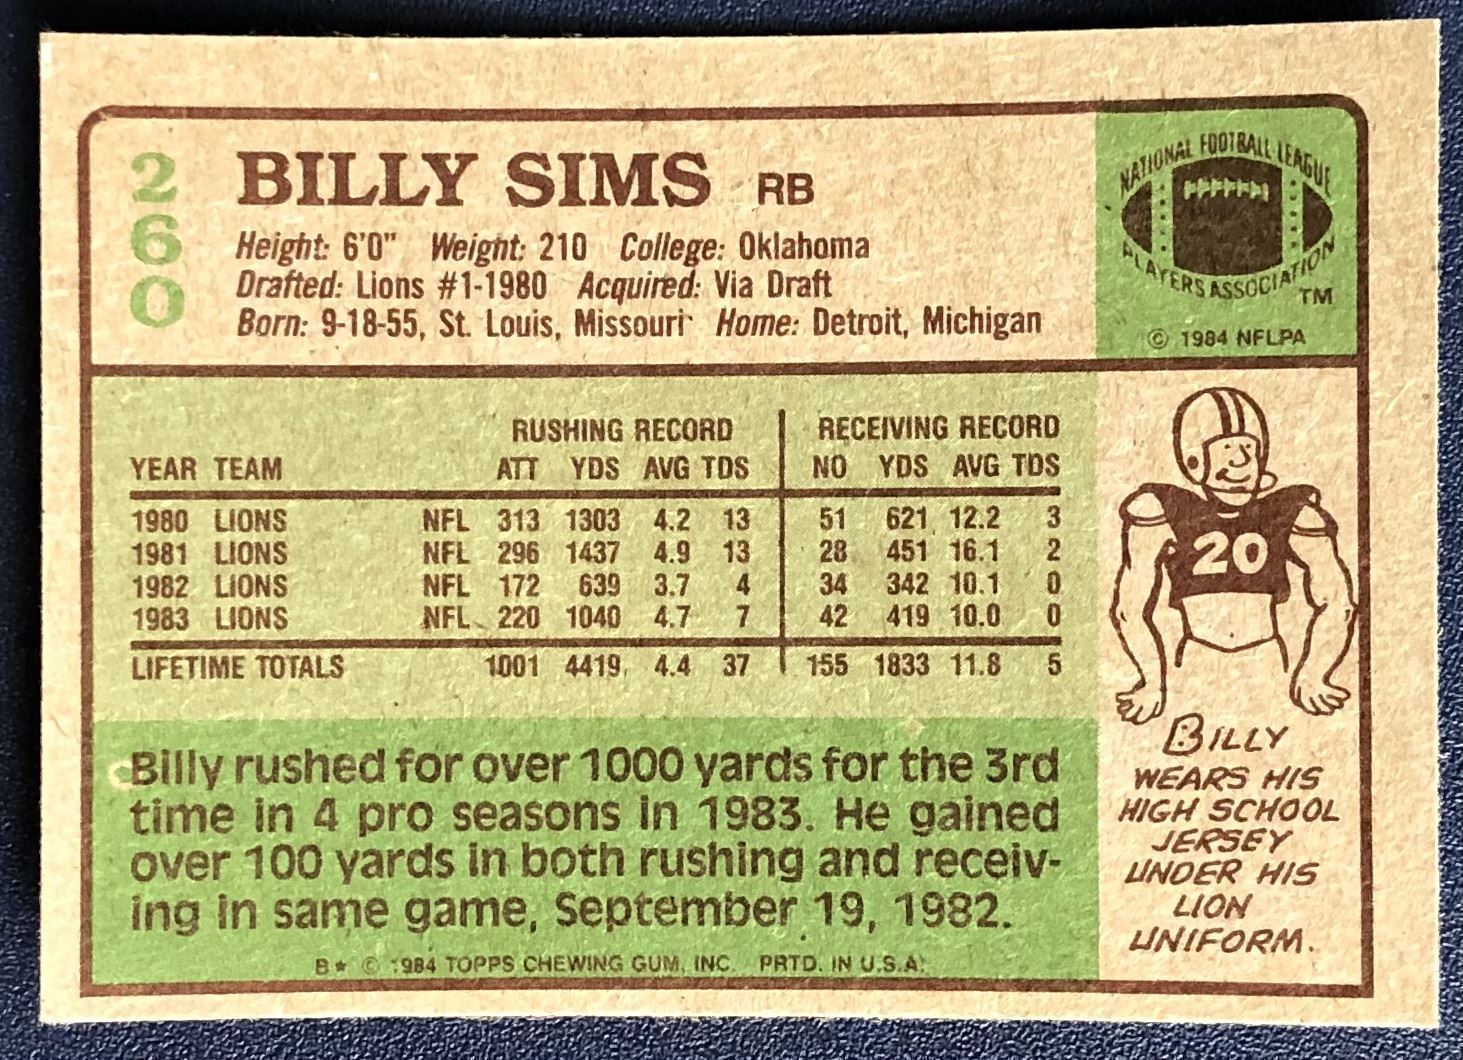 260
BILLY SIMS RB
Height: 6'0" Weight: 210 College: Oklahoma
Drafted: Lions #1-1980 Acquired: Via Draft
Born: 9-18-55, St. Louis, Missouri Home: Detroit, Michigan
NATIONAL FOOTBALL LEAGUE
PLAYERS ASSOCIATION TM
© 1984 NFLPA
RUSHING RECORD RECEIVING RECORD
YEAR TEAM ATT YDS AVG TDS NO YDS AVG TDS
1980 LIONS NFL 313 1303 4.2 13 51 621 12.2 3
1981 LIONS NFL 296 1437 4.9 13 28 451 16.1 2
1982 LIONS NFL 172 639 3.7 4 34 342 10.1 0
1983 LIONS NFL 220 1040 4.7 7 42 419 10.0 0
LIFETIME TOTALS 1001 4419 4.4 37 155 1833 11.8 5
20
BILLY
WEARS HIS
HIGH SCHOOL
JERSEY
UNDER HIS
LION
UNIFORM.
Billy rushed for over 1000 yards for the 3rd
time in 4 pro seasons in 1983. He gained
over 100 yards in both rushing and receiv-
ing in same game, September 19, 1982.
B* © 1984 TOPPS CHEWING GUM, INC. PRTD. IN U.S.A.